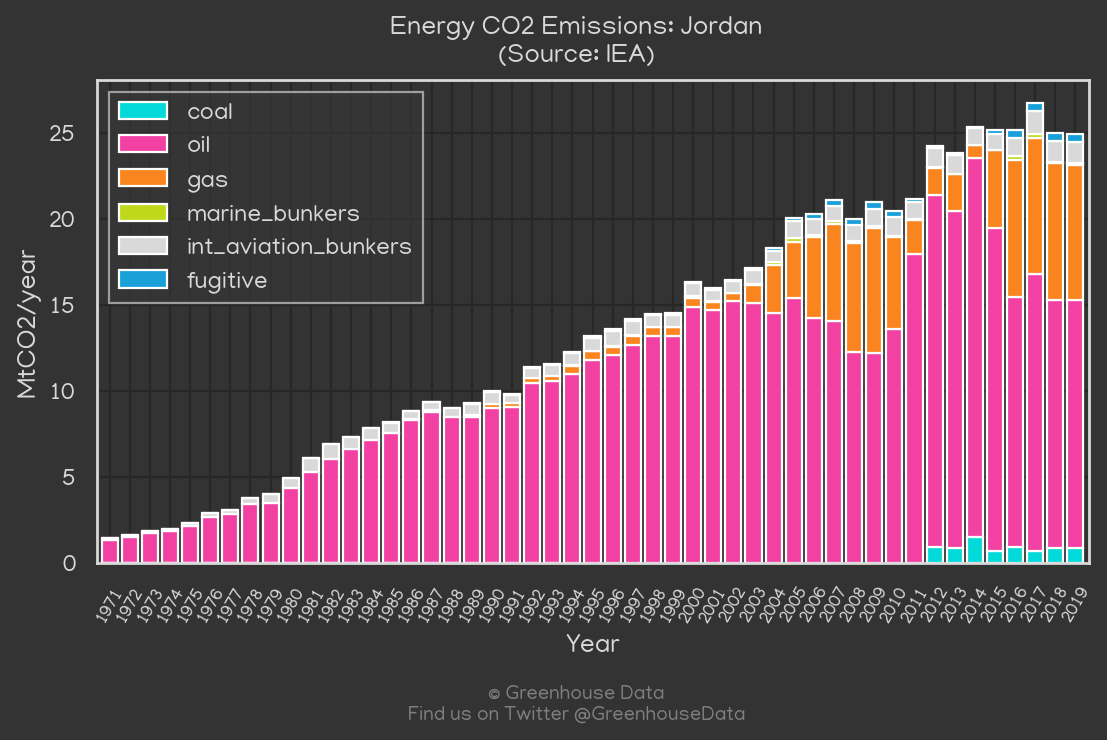 Energy CO2 Emissions: Jordan
(Source: IEA)
coal
oil
gas
marine_bunkers
int_aviation_bunkers
fugitive
MtCO2/year
25
20
15
10
5
0
1971 1972 1973 1974 1975 1976 1977 1978 1979 1980 1981 1982 1983 1984 1985 1986 1987 1988 1989 1990 1991 1992 1993 1994 1995 1996 1997 1998 1999 2000 2001 2002 2003 2004 2005 2006 2007 2008 2009 2010 2011 2012 2013 2014 2015 2016 2017 2018 2019
Year
© Greenhouse Data
Find us on Twitter @GreenhouseData